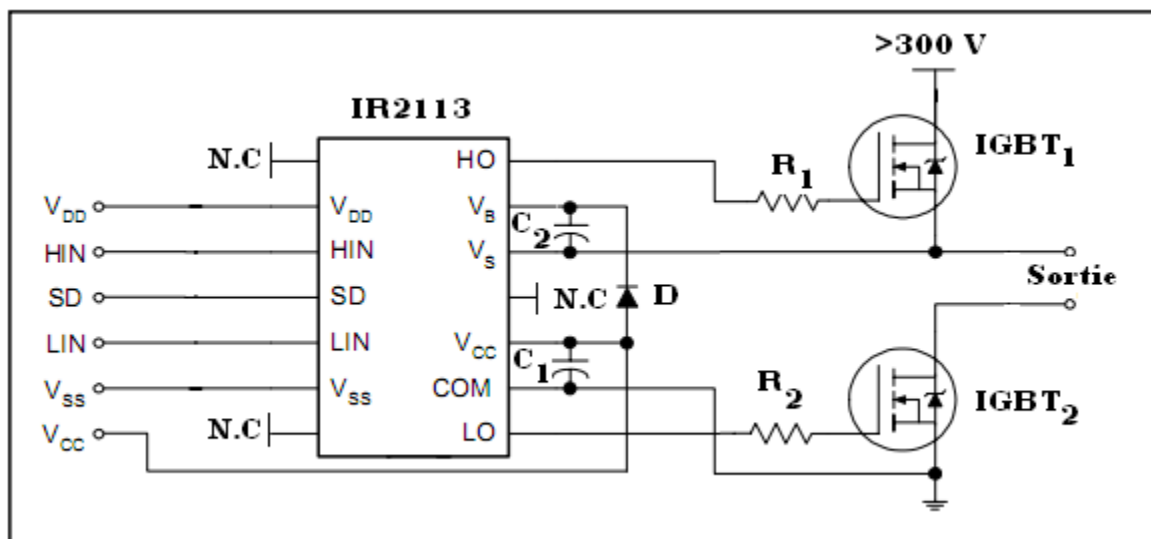 >300 V
IR2113
IGBT1
N.C
HO
R1
VDD
VDD
VB
C2
HIN
HIN
VS
Sortie
SD
SD
N.C
D
LIN
LIN
VCC
C1
VSS
VSS
COM
R2
IGBT2
VCC
N.C
LO